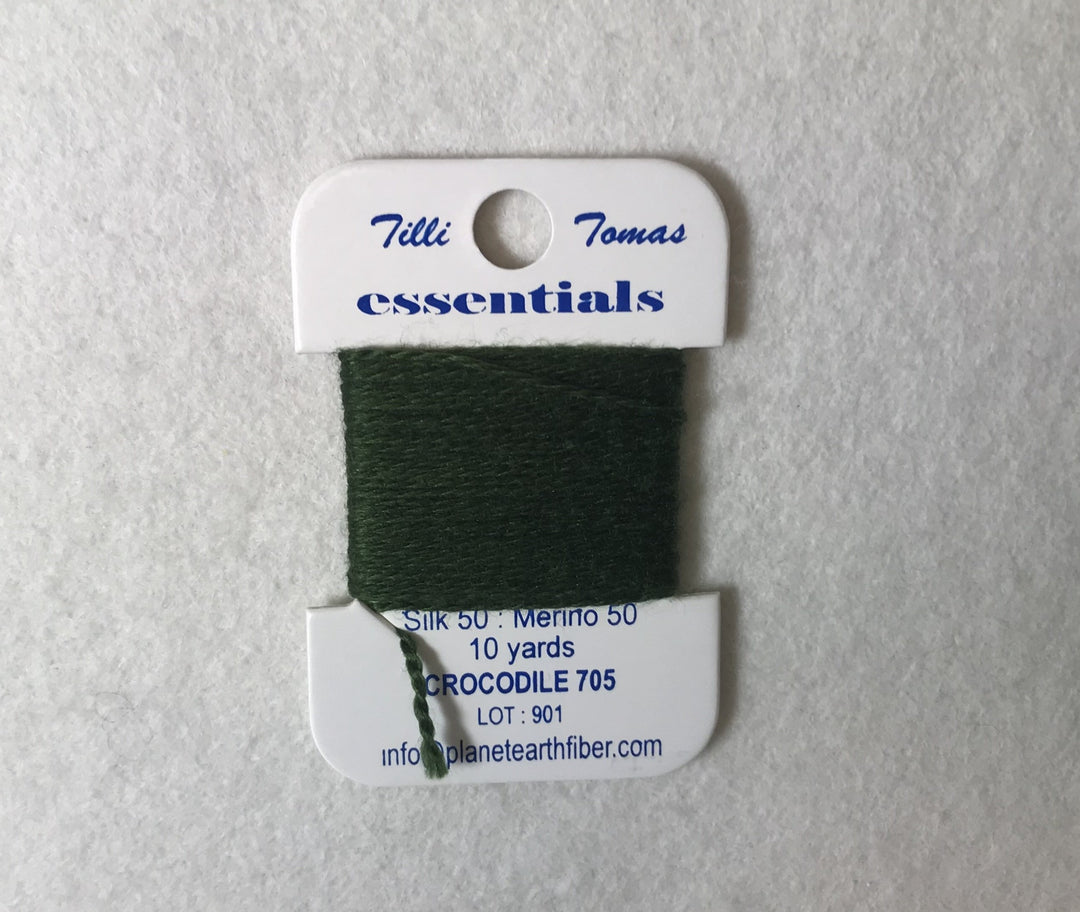 Tilli Tomas
essentials
Silk 50 : Merino 50
10 yards
CROCODILE 705
LOT : 901
info@planetearthfiber.com